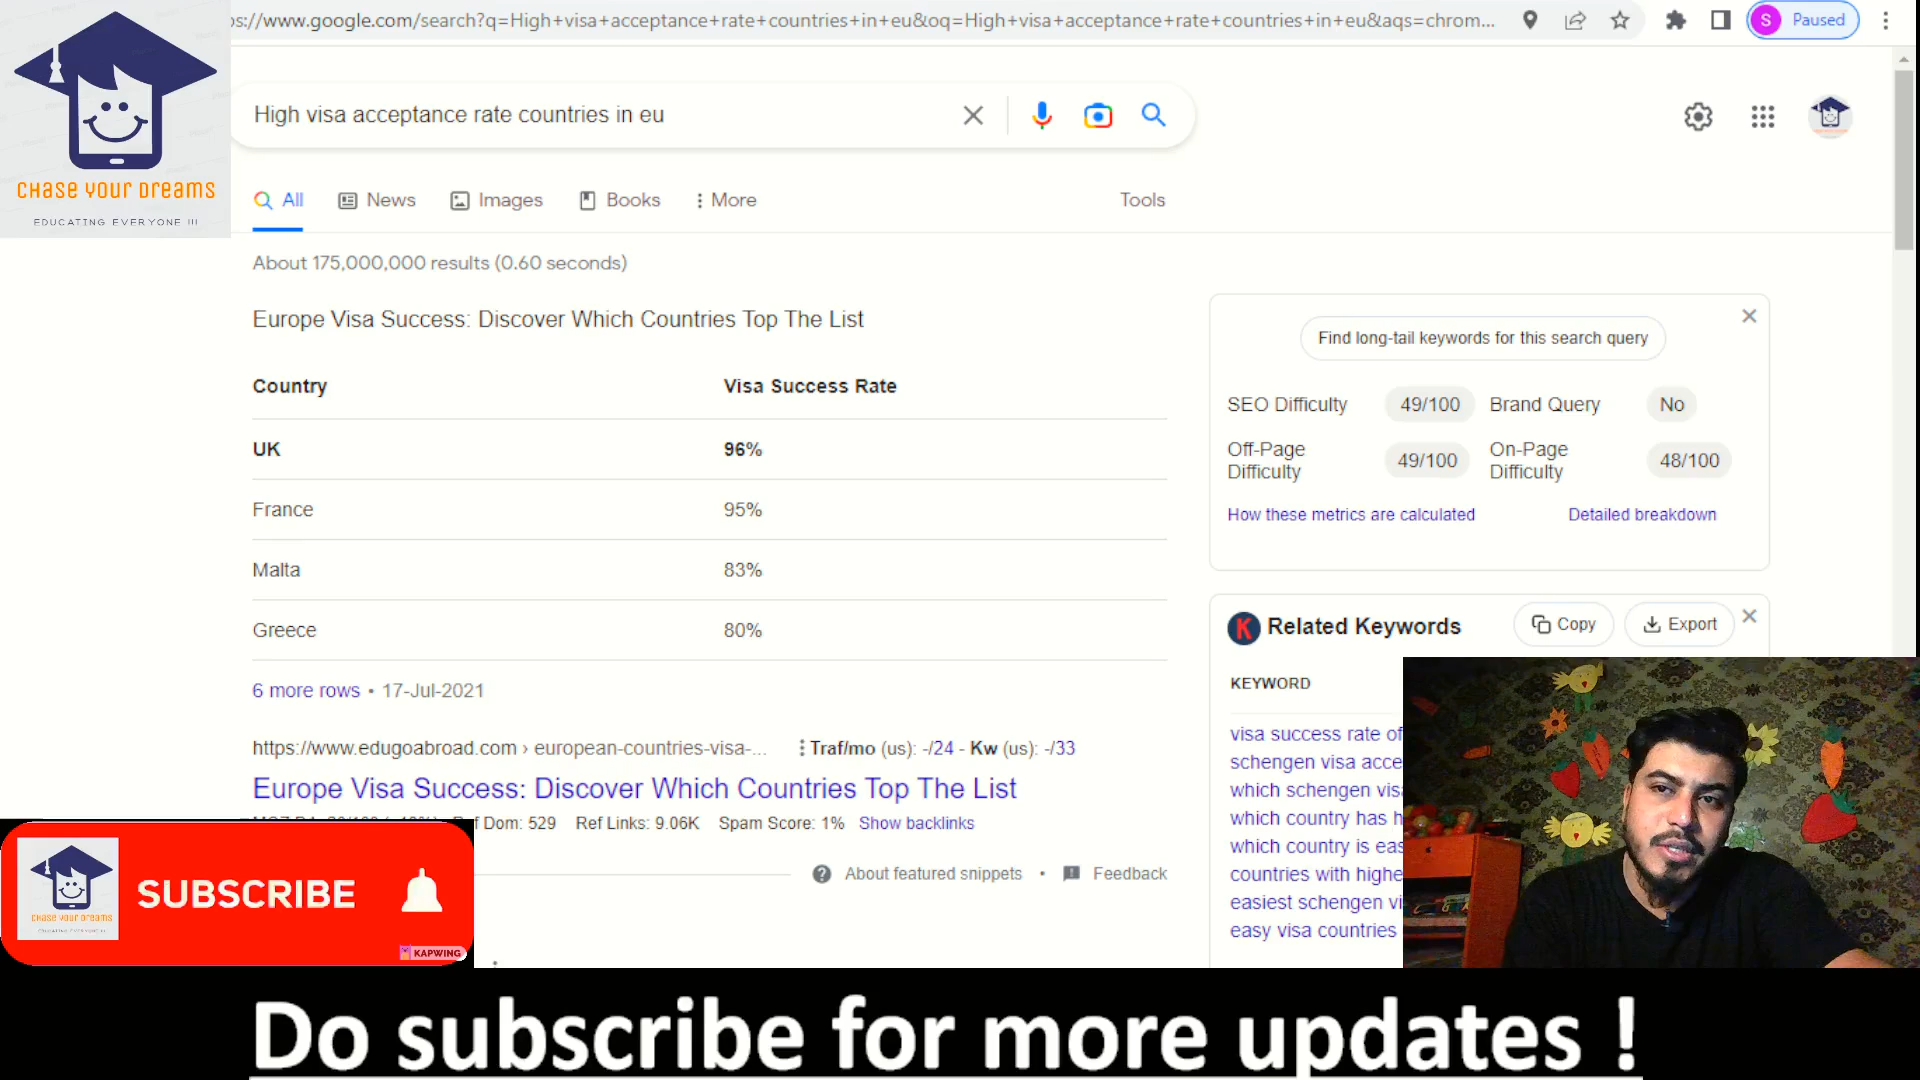 ps://www.google.com/search?q=High+visa+acceptance+rate+countries+in+eu&oq=High+visa+acceptance+rate+countries+in+eu&aqs=chrom...
S Paused
CHASE YOUR DREAMS
EDUCATING EVERYONE !!!
High visa acceptance rate countries in eu
All News Images Books More Tools
About 175,000,000 results (0.60 seconds)
Europe Visa Success: Discover Which Countries Top The List
Country Visa Success Rate
UK 96%
France 95%
Malta 83%
Greece 80%
6 more rows • 17-Jul-2021
https://www.edugoabroad.com › european-countries-visa-... Traf/mo (us): -/24 - Kw (us): -/33
Europe Visa Success: Discover Which Countries Top The List
Dom: 529 Ref Links: 9.06K Spam Score: 1% Show backlinks
About featured snippets • Feedback
Find long-tail keywords for this search query
SEO Difficulty 49/100 Brand Query No
Off-Page Difficulty 49/100 On-Page Difficulty 48/100
How these metrics are calculated Detailed breakdown
K Related Keywords Copy Export
KEYWORD
visa success rate of
schengen visa acce
which schengen visa
which country has h
which country is eas
countries with highe
easiest schengen vi
easy visa countries
CHASE YOUR DREAMS
SUBSCRIBE
KAPWING
Do subscribe for more updates !